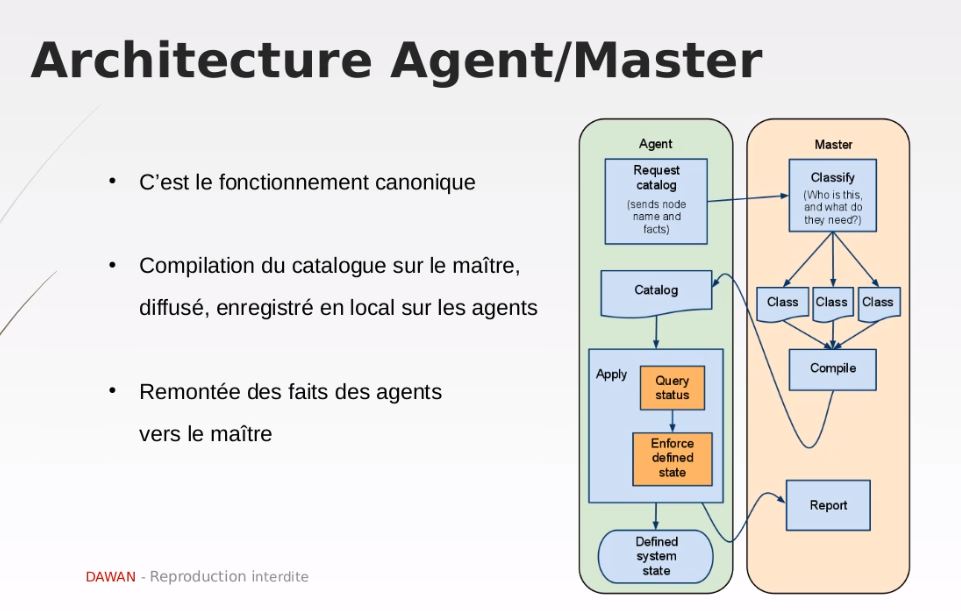 Architecture Agent/Master
• C’est le fonctionnement canonique
• Compilation du catalogue sur le maître,
diffusé, enregistré en local sur les agents
• Remontée des faits des agents
vers le maître
Agent
Request
catalog
(sends node
name and
facts)
Catalog
Apply
Query
status
Enforce
defined
state
Defined
system
state
Master
Classify
(Who is this,
and what do
they need?)
Class
Class
Class
Compile
Report
DAWAN - Reproduction interdite